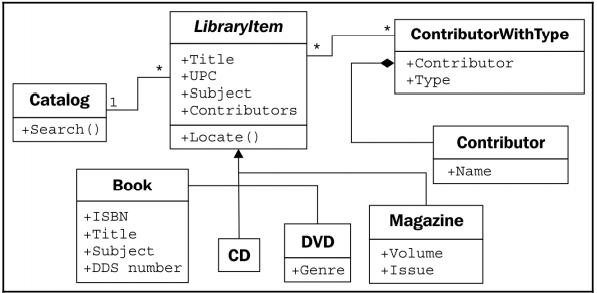 LibraryItem
+Title
+UPC
+Subject
+Contributors
+Locate()
*
*
*
1
Catalog
+Search()
ContributorWithType
+Contributor
+Type
Contributor
+Name
Book
+ISBN
+Title
+Subject
+DDS number
CD
DVD
+Genre
Magazine
+Volume
+Issue